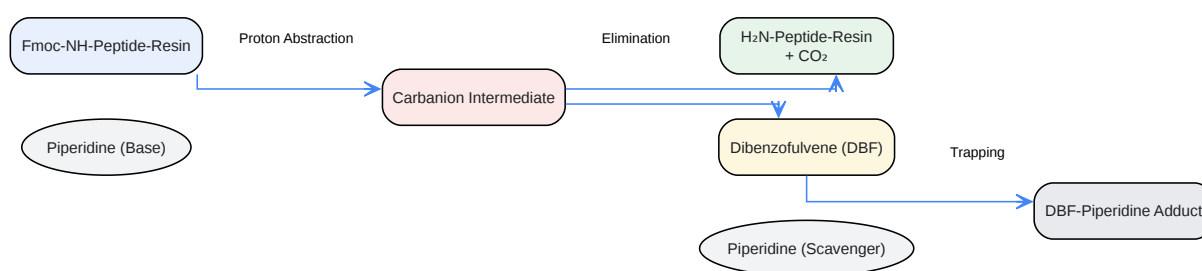 Fmoc-NH-Peptide-Resin
Proton Abstraction
Elimination
H₂N-Peptide-Resin
+ CO₂
Carbanion Intermediate
Piperidine (Base)
Dibenzofulvene (DBF)
Trapping
DBF-Piperidine Adduct
Piperidine (Scavenger)